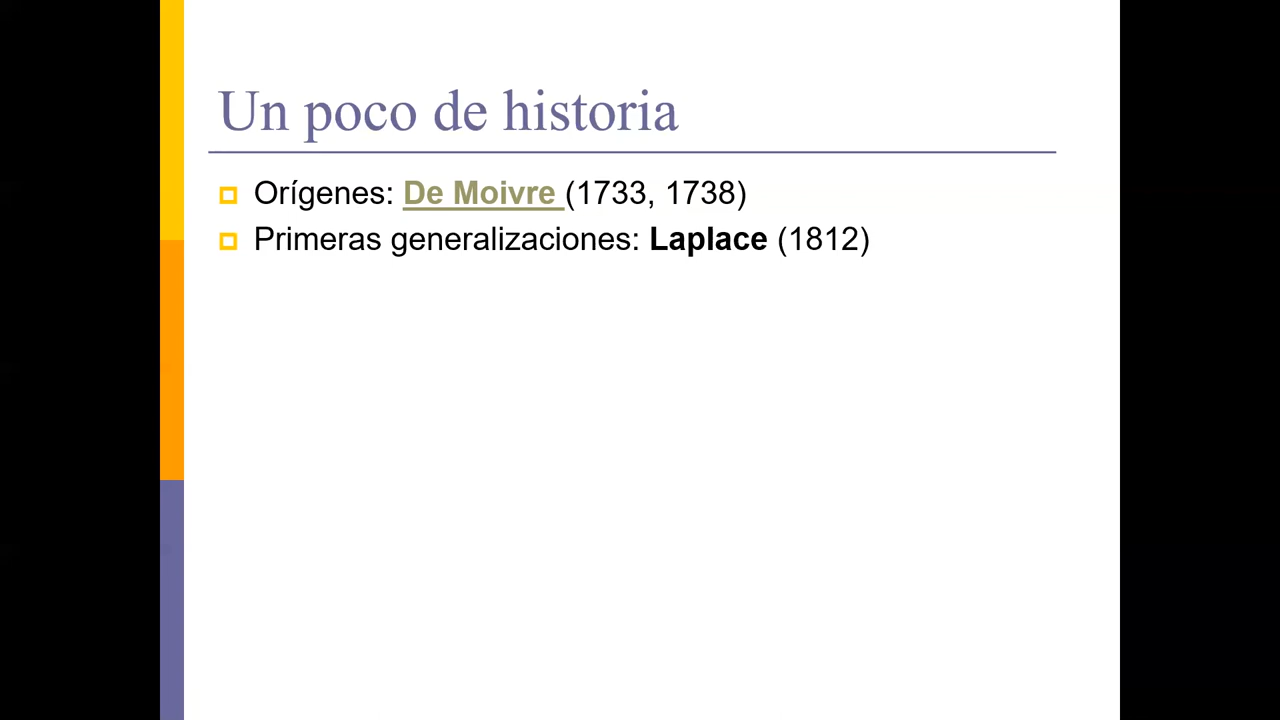 Un poco de historia
Orígenes: De Moivre (1733, 1738)
Primeras generalizaciones: Laplace (1812)